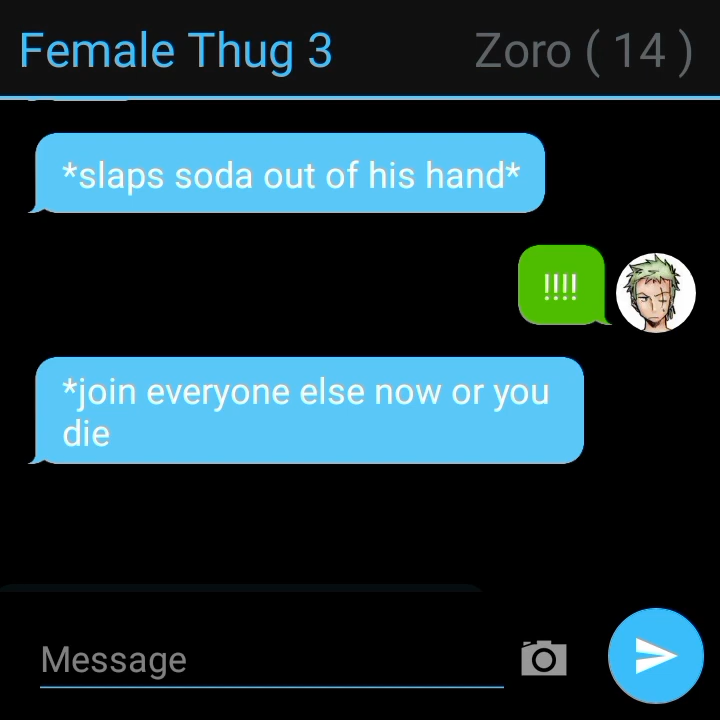 Female Thug 3 Zoro ( 14 )
*slaps soda out of his hand*
!!!!
*join everyone else now or you
die
Message